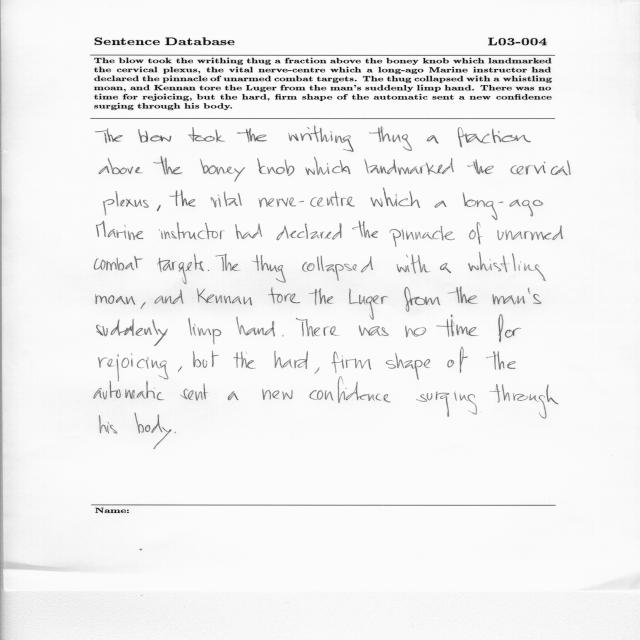 Sentence Database L03-004
The blow took the writhing thug a fraction above the boney knob which landmarked
the cervical plexus, the vital nerve-centre which a long-ago Marine instructor had
declared the pinnacle of unarmed combat targets. The thug collapsed with a whistling
moan, and Kennan tore the Luger from the man's suddenly limp hand. There was no
time for rejoicing, but the hard, firm shape of the automatic sent a new confidence
surging through his body.
The blow took the writhing thug a fraction
above the boney knob which landmarked the cervical
plexus, the vital nerve-centre which a long-ago
Marine instructor had declared the pinnacle of unarmed
combat targets. The thug collapsed with a whistling
moan, and Kennan tore the Luger from the man's
suddenly limp hand. There was no time for
rejoicing, but the hard, firm shape of the
automatic sent a new confidence surging through
his body.
Name: